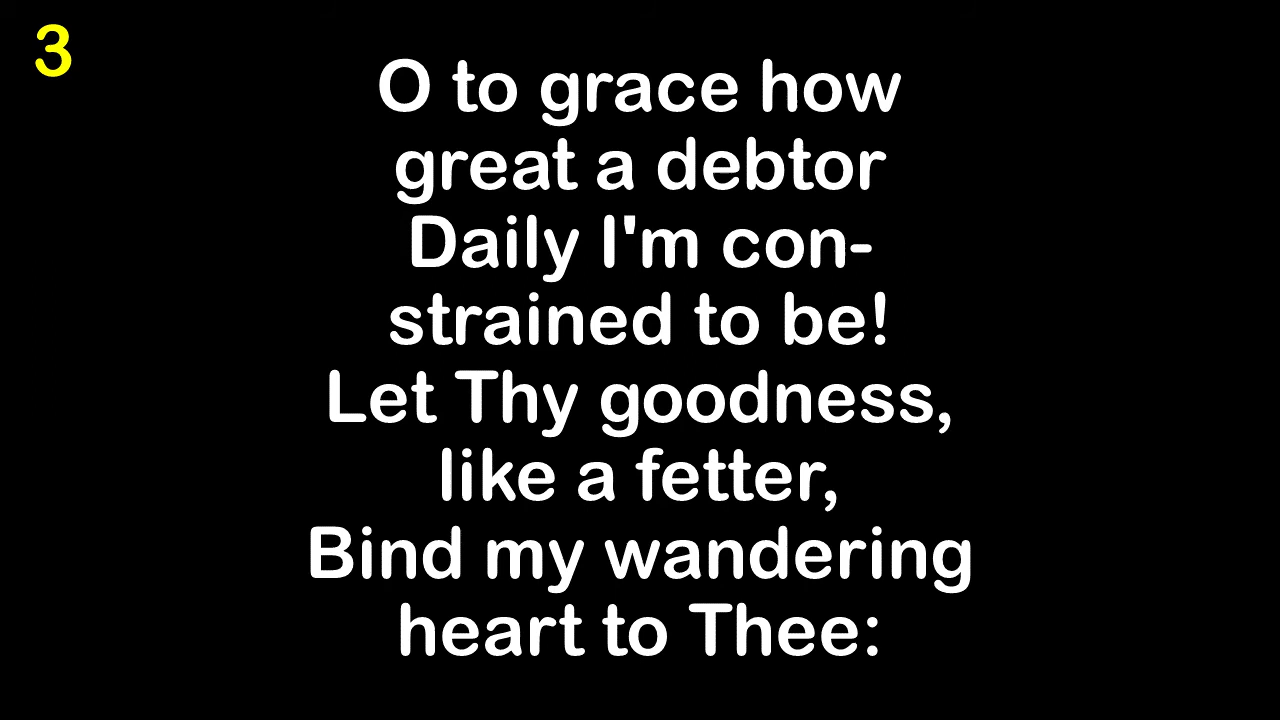 3
O to grace how
great a debtor
Daily I'm con-
strained to be!
Let Thy goodness,
like a fetter,
Bind my wandering
heart to Thee: